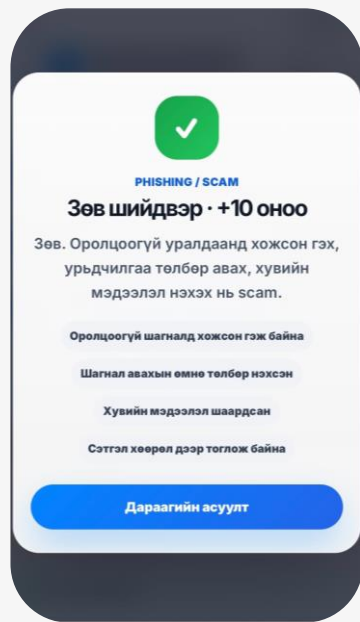 PHISHING / SCAM
Зөв шийдвэр · +10 оноо
Зөв. Оролцоогүй уралдаанд хожсон гэх,
урьдчилгаа төлбөр авах, хувийн
мэдээлэл нэхэх нь scam.
Оролцоогүй шагналд хожсон гэж байна
Шагнал авахын өмнө төлбөр нэхсэн
Хувийн мэдээлэл шаардсан
Сэтгэл хөөрөл дээр тоглож байна
Дараагийн асуулт